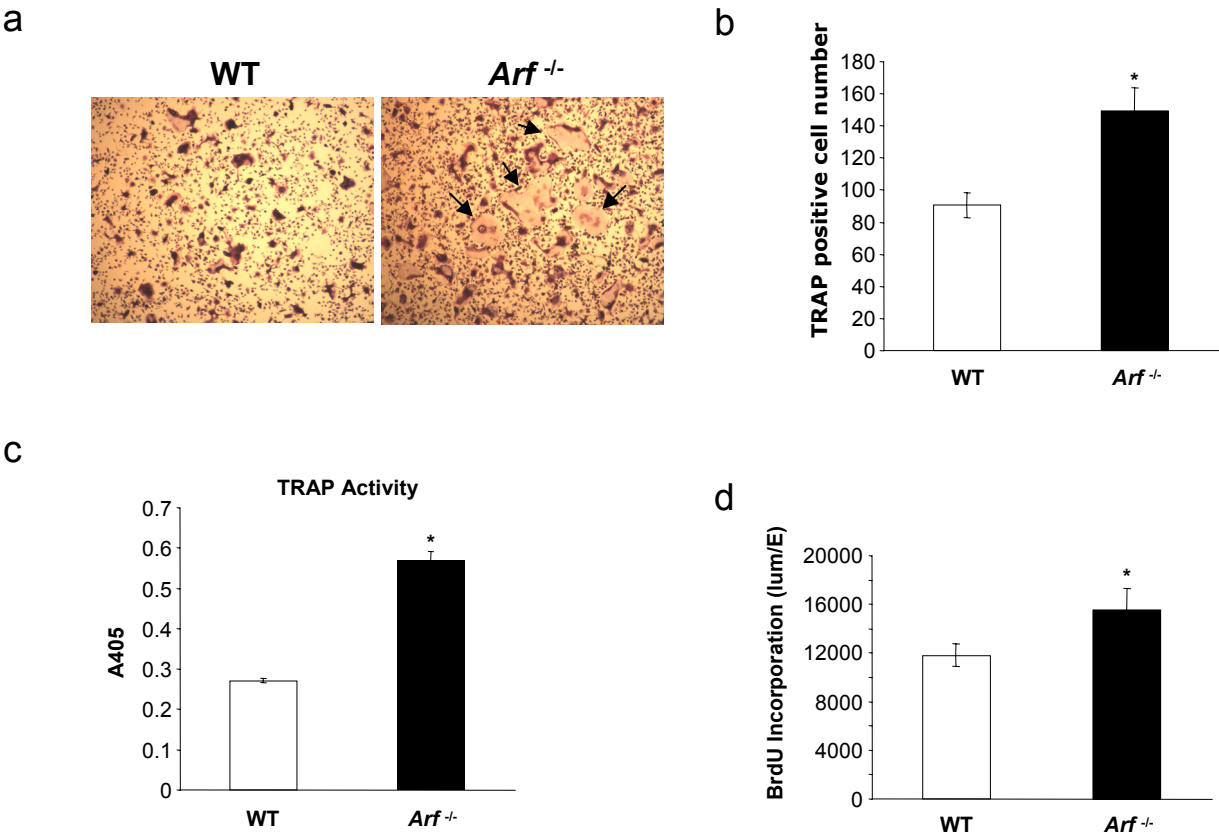 a
WT
Arf -/-
b
TRAP positive cell number
180
160
140
120
100
80
60
40
20
0
*
WT
Arf -/-
c
TRAP Activity
A405
0.7
0.6
0.5
0.4
0.3
0.2
0.1
0
*
WT
Arf -/-
d
BrdU Incorporation (lum/E)
20000
16000
12000
8000
4000
0
*
WT
Arf -/-